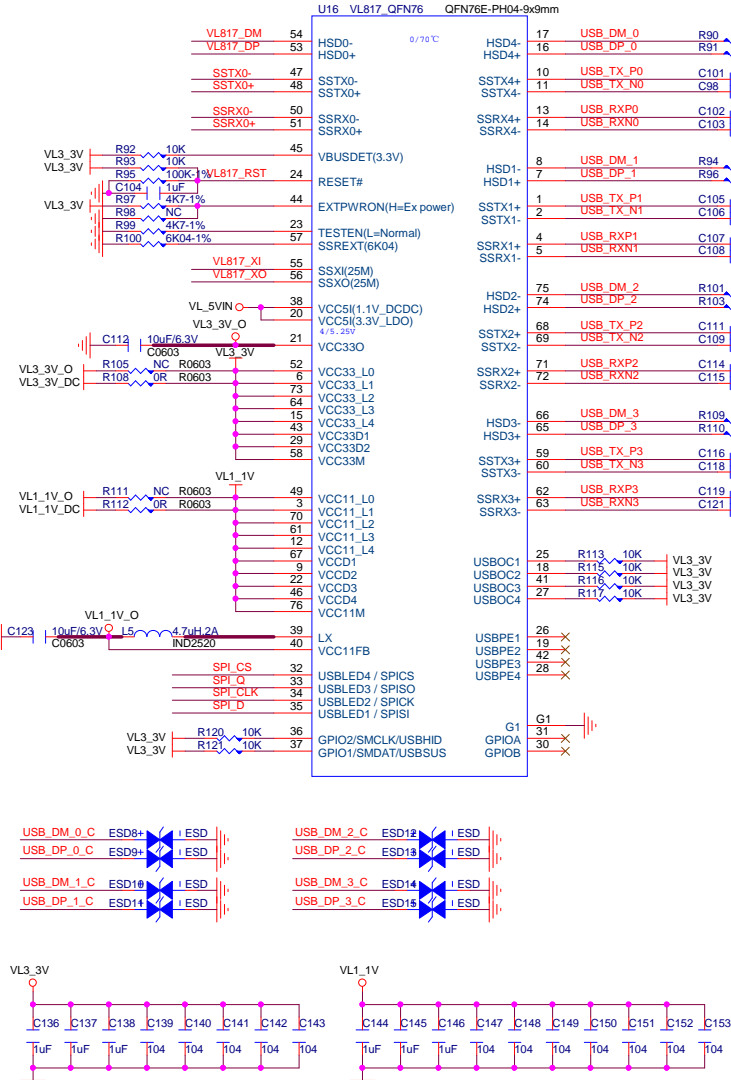 U16 VL817_QFN76 QFN76E-PH04-9x9mm
0/70℃
VL817_DM 54 HSD0- HSD4- 17 USB_DM_0 R90
VL817_DP 53 HSD0+ HSD4+ 16 USB_DP_0 R91
SSTX0- 47 SSTX0- SSTX4+ 10 USB_TX_P0 C101
SSTX0+ 48 SSTX0+ SSTX4- 11 USB_TX_N0 C98
SSRX0- 50 SSRX0- SSRX4+ 13 USB_RXP0 C102
SSRX0+ 51 SSRX0+ SSRX4- 14 USB_RXN0 C103
VL3_3V R92 10K 45 VBUSDET(3.3V)
VL3_3V R93 10K
HSD1- 8 USB_DM_1 R94
R95 100K-1% VL817_RST 24 RESET# HSD1+ 7 USB_DP_1 R96
C104 1uF
VL3_3V R97 4K7-1% 44 EXTPWRON(H=Ex power) SSTX1+ 1 USB_TX_P1 C105
R98 NC SSTX1- 2 USB_TX_N1 C106
R99 4K7-1% 23 TESTEN(L=Normal) SSRX1+ 4 USB_RXP1 C107
R100 6K04-1% 57 SSREXT(6K04) SSRX1- 5 USB_RXN1 C108
VL817_XI 55 SSXI(25M)
VL817_XO 56 SSXO(25M)
HSD2- 75 USB_DM_2 R101
VL_5VIN 38 VCC5I(1.1V_DCDC) HSD2+ 74 USB_DP_2 R103
20 VCC5I(3.3V_LDO)
VL3_3V_O 4/5.25V SSTX2+ 68 USB_TX_P2 C111
C112 10uF/6.3V 21 VCC33O SSTX2- 69 USB_TX_N2 C109
C0603 VL3_3V
VL3_3V_O R105 NC R0603 52 VCC33_L0 SSRX2+ 71 USB_RXP2 C114
VL3_3V_DC R108 0R R0603 6 VCC33_L1 SSRX2- 72 USB_RXN2 C115
73 VCC33_L2
64 VCC33_L3
15 VCC33_L4 HSD3- 66 USB_DM_3 R109
43 VCC33D1 HSD3+ 65 USB_DP_3 R110
29 VCC33D2
58 VCC33M SSTX3+ 59 USB_TX_P3 C116
VL1_1V SSTX3- 60 USB_TX_N3 C118
VL1_1V_O R111 NC R0603 49 VCC11_L0 SSRX3+ 62 USB_RXP3 C119
VL1_1V_DC R112 0R R0603 3 VCC11_L1 SSRX3- 63 USB_RXN3 C121
70 VCC11_L2
61 VCC11_L3
12 VCC11_L4
67 VCCD1 USBOC1 25 R113 10K VL3_3V
9 VCCD2 USBOC2 18 R115 10K VL3_3V
22 VCCD3 USBOC3 41 R116 10K VL3_3V
46 VCCD4 USBOC4 27 R117 10K VL3_3V
76 VCC11M
VL1_1V_O
C123 10uF/6.3V L5 4.7uH,2A 39 LX USBPE1 26
C0603 IND2520 40 VCC11FB USBPE2 19
USBPE3 42
SPI_CS 32 USBLED4 / SPICS USBPE4 28
SPI_Q 33 USBLED3 / SPISO
SPI_CLK 34 USBLED2 / SPICK
SPI_D 35 USBLED1 / SPISI
G1 G1
VL3_3V R120 10K 36 GPIO2/SMCLK/USBHID GPIOA 31
VL3_3V R121 10K 37 GPIO1/SMDAT/USBSUS GPIOB 30
USB_DM_0_C ESD8 ESD USB_DM_2_C ESD12 ESD
USB_DP_0_C ESD9 ESD USB_DP_2_C ESD13 ESD
USB_DM_1_C ESD10 ESD USB_DM_3_C ESD14 ESD
USB_DP_1_C ESD11 ESD USB_DP_3_C ESD15 ESD
VL3_3V VL1_1V
C136 C137 C138 C139 C140 C141 C142 C143 C144 C145 C146 C147 C148 C149 C150 C151 C152 C153
1uF 1uF 1uF 104 104 104 104 104 1uF 1uF 1uF 104 104 104 104 104 104 104